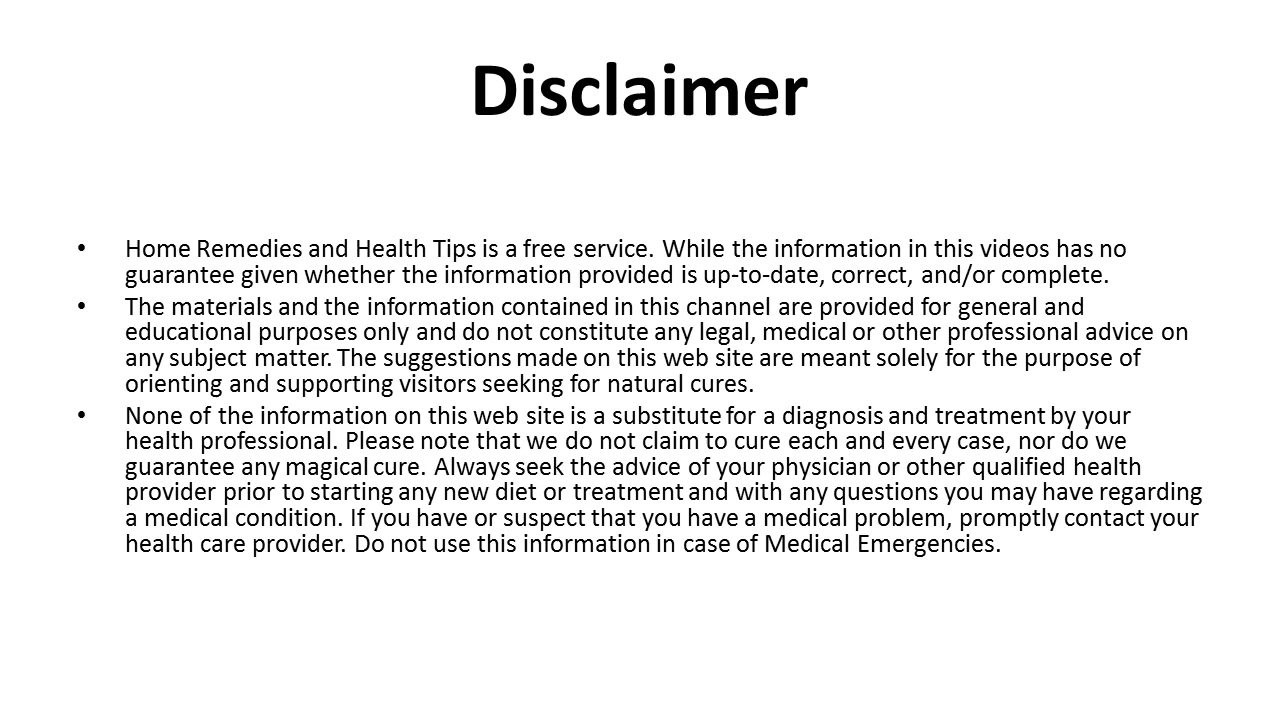 Disclaimer
• Home Remedies and Health Tips is a free service. While the information in this videos has no
guarantee given whether the information provided is up-to-date, correct, and/or complete.
• The materials and the information contained in this channel are provided for general and
educational purposes only and do not constitute any legal, medical or other professional advice on
any subject matter. The suggestions made on this web site are meant solely for the purpose of
orienting and supporting visitors seeking for natural cures.
• None of the information on this web site is a substitute for a diagnosis and treatment by your
health professional. Please note that we do not claim to cure each and every case, nor do we
guarantee any magical cure. Always seek the advice of your physician or other qualified health
provider prior to starting any new diet or treatment and with any questions you may have regarding
a medical condition. If you have or suspect that you have a medical problem, promptly contact your
health care provider. Do not use this information in case of Medical Emergencies.